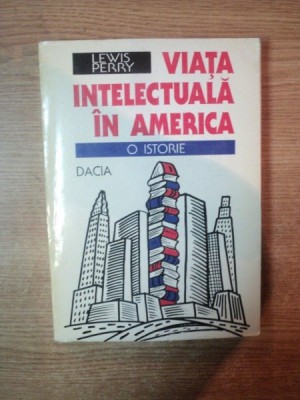 LEWIS
PERRY
VIAȚA
INTELECTUALĂ
ÎN AMERICA
O ISTORIE
DACIA